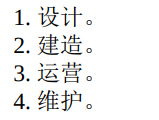 1. 设计。
2. 建造。
3. 运营。
4. 维护。